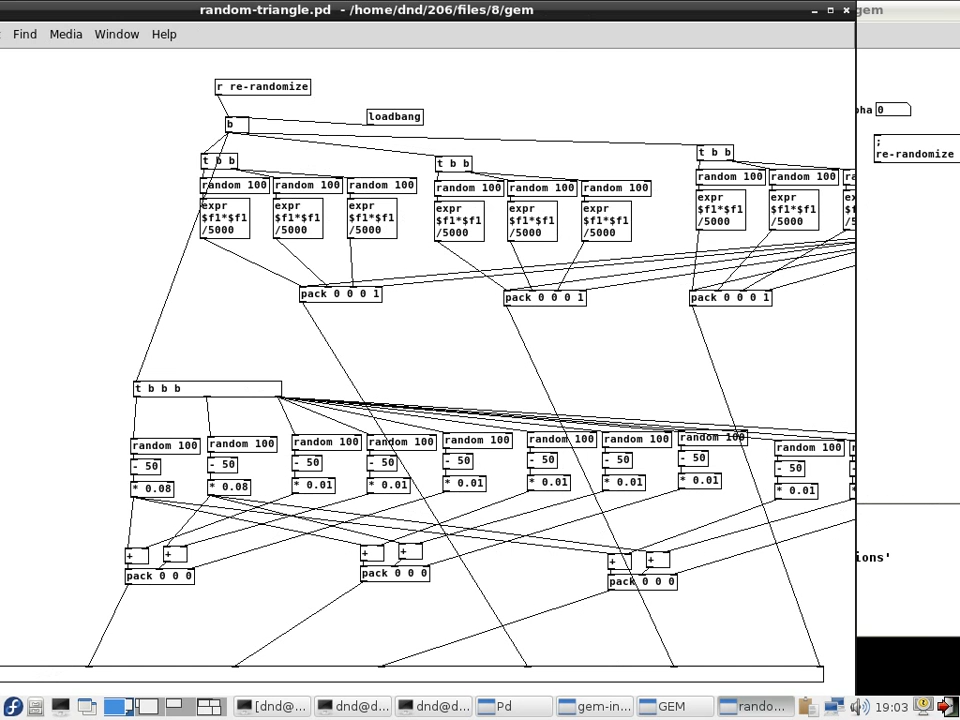 random-triangle.pd - /home/dnd/206/files/8/gem
gem
Find Media Window Help
r re-randomize
loadbang
b
pha 0
;
re-randomize
t b b
t b b
t b b
random 100 random 100 random 100
random 100 random 100 random 100
random 100 random 100 ra
expr expr expr
$f1*$f1 $f1*$f1 $f1*$f1
/5000 /5000 /5000
expr expr expr
$f1*$f1 $f1*$f1 $f1*$f1
/5000 /5000 /5000
expr expr ex
$f1*$f1 $f1*$f1 $f
/5000 /5000 /5
pack 0 0 0 1
pack 0 0 0 1
pack 0 0 0 1
t b b b
random 100 random 100 random 100 random 100 random 100 random 100 random 100 random 100 random 100
- 50 - 50 - 50 - 50 - 50 - 50 - 50 - 50 - 50
* 0.08 * 0.08 * 0.01 * 0.01 * 0.01 * 0.01 * 0.01 * 0.01 * 0.01
+ + + + + +
pack 0 0 0 pack 0 0 0 pack 0 0 0
ions'
[dnd@... dnd@d... dnd@d... Pd gem-in... GEM rando... 19:03